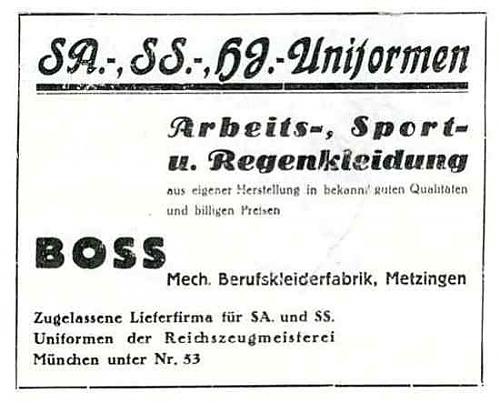 SA.-, SS.-, HJ.-Uniformen
Arbeits-, Sport-
u. Regenkleidung
aus eigener Herstellung in bekannt guten Qualitäten
und billigen Preisen
BOSS
Mech. Berufskleiderfabrik, Metzingen
Zugelassene Lieferfirma für SA. und SS.
Uniformen der Reichszeugmeisterei
München unter Nr. 53